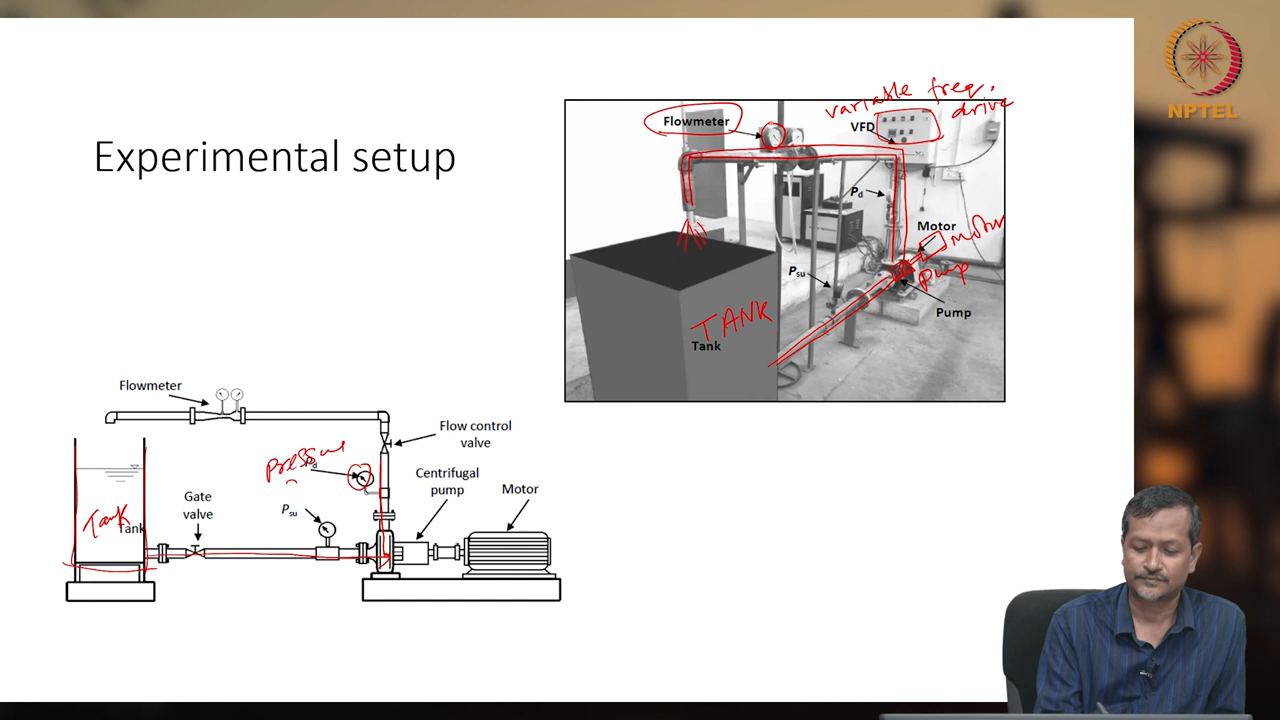 NPTEL
Experimental setup
variable freq.
drive
Flowmeter
VFD
Pd
Motor
motor
Psu
pump
Pump
TANK
Tank
Flowmeter
Flow control
valve
pressure
Centrifugal
pump
Motor
Gate
valve
Psu
Tank
Tank